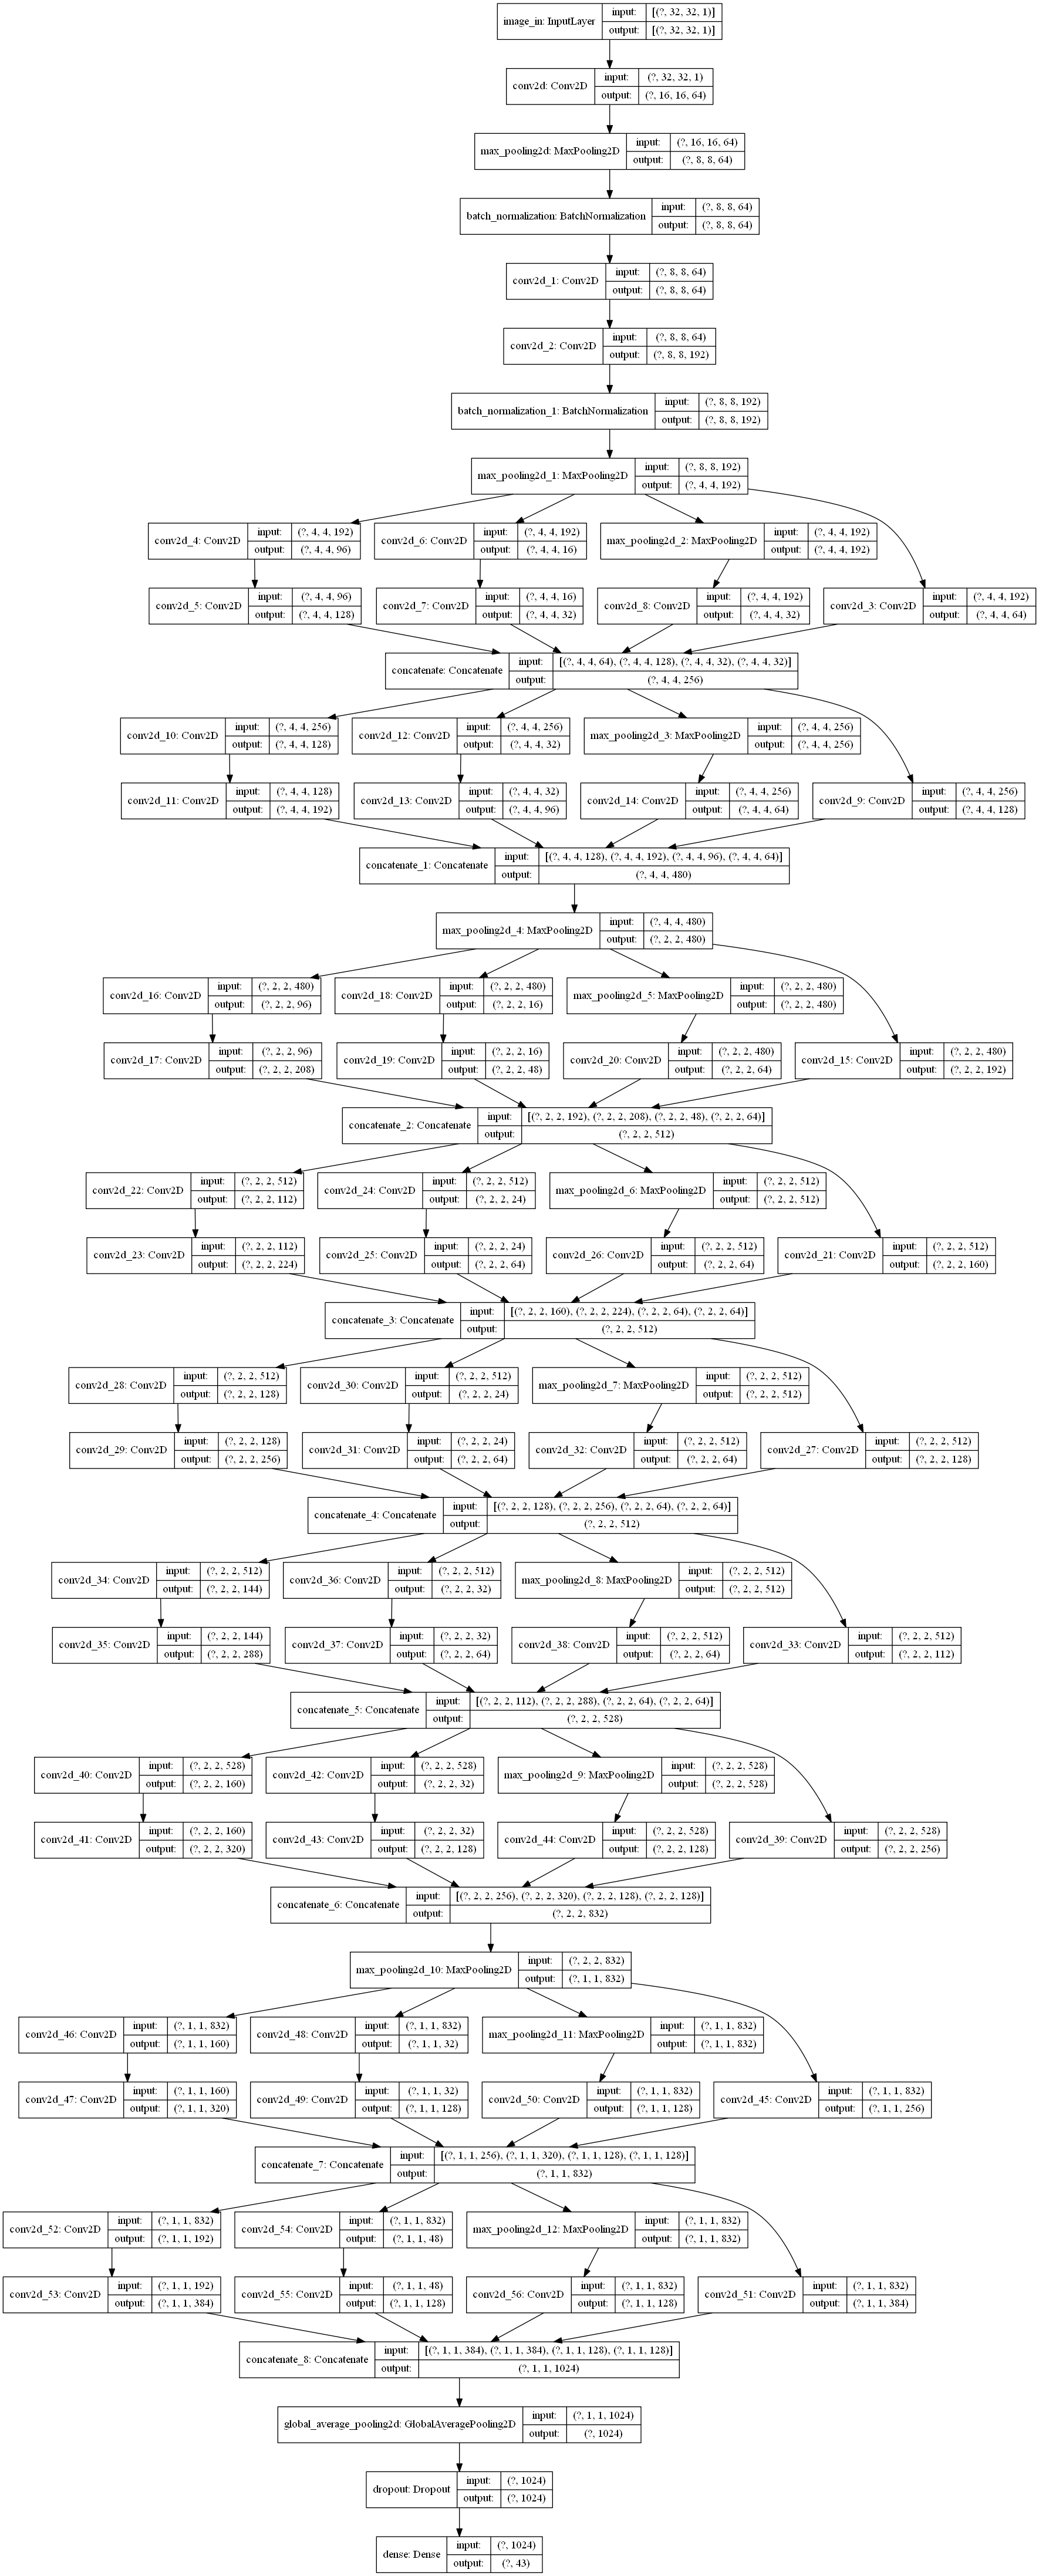 image_in: InputLayer
input: [(?, 32, 32, 1)]
output: [(?, 32, 32, 1)]
conv2d: Conv2D
input: (?, 32, 32, 1)
output: (?, 16, 16, 64)
max_pooling2d: MaxPooling2D
input: (?, 16, 16, 64)
output: (?, 8, 8, 64)
batch_normalization: BatchNormalization
input: (?, 8, 8, 64)
output: (?, 8, 8, 64)
conv2d_1: Conv2D
input: (?, 8, 8, 64)
output: (?, 8, 8, 64)
conv2d_2: Conv2D
input: (?, 8, 8, 64)
output: (?, 8, 8, 192)
batch_normalization_1: BatchNormalization
input: (?, 8, 8, 192)
output: (?, 8, 8, 192)
max_pooling2d_1: MaxPooling2D
input: (?, 8, 8, 192)
output: (?, 4, 4, 192)
conv2d_4: Conv2D
input: (?, 4, 4, 192)
output: (?, 4, 4, 96)
conv2d_6: Conv2D
input: (?, 4, 4, 192)
output: (?, 4, 4, 16)
max_pooling2d_2: MaxPooling2D
input: (?, 4, 4, 192)
output: (?, 4, 4, 192)
conv2d_5: Conv2D
input: (?, 4, 4, 96)
output: (?, 4, 4, 128)
conv2d_7: Conv2D
input: (?, 4, 4, 16)
output: (?, 4, 4, 32)
conv2d_8: Conv2D
input: (?, 4, 4, 192)
output: (?, 4, 4, 32)
conv2d_3: Conv2D
input: (?, 4, 4, 192)
output: (?, 4, 4, 64)
concatenate: Concatenate
input: [(?, 4, 4, 64), (?, 4, 4, 128), (?, 4, 4, 32), (?, 4, 4, 32)]
output: (?, 4, 4, 256)
conv2d_10: Conv2D
input: (?, 4, 4, 256)
output: (?, 4, 4, 128)
conv2d_12: Conv2D
input: (?, 4, 4, 256)
output: (?, 4, 4, 32)
max_pooling2d_3: MaxPooling2D
input: (?, 4, 4, 256)
output: (?, 4, 4, 256)
conv2d_11: Conv2D
input: (?, 4, 4, 128)
output: (?, 4, 4, 192)
conv2d_13: Conv2D
input: (?, 4, 4, 32)
output: (?, 4, 4, 96)
conv2d_14: Conv2D
input: (?, 4, 4, 256)
output: (?, 4, 4, 64)
conv2d_9: Conv2D
input: (?, 4, 4, 256)
output: (?, 4, 4, 128)
concatenate_1: Concatenate
input: [(?, 4, 4, 128), (?, 4, 4, 192), (?, 4, 4, 96), (?, 4, 4, 64)]
output: (?, 4, 4, 480)
max_pooling2d_4: MaxPooling2D
input: (?, 4, 4, 480)
output: (?, 2, 2, 480)
conv2d_16: Conv2D
input: (?, 2, 2, 480)
output: (?, 2, 2, 96)
conv2d_18: Conv2D
input: (?, 2, 2, 480)
output: (?, 2, 2, 16)
max_pooling2d_5: MaxPooling2D
input: (?, 2, 2, 480)
output: (?, 2, 2, 480)
conv2d_17: Conv2D
input: (?, 2, 2, 96)
output: (?, 2, 2, 208)
conv2d_19: Conv2D
input: (?, 2, 2, 16)
output: (?, 2, 2, 48)
conv2d_20: Conv2D
input: (?, 2, 2, 480)
output: (?, 2, 2, 64)
conv2d_15: Conv2D
input: (?, 2, 2, 480)
output: (?, 2, 2, 192)
concatenate_2: Concatenate
input: [(?, 2, 2, 192), (?, 2, 2, 208), (?, 2, 2, 48), (?, 2, 2, 64)]
output: (?, 2, 2, 512)
conv2d_22: Conv2D
input: (?, 2, 2, 512)
output: (?, 2, 2, 112)
conv2d_24: Conv2D
input: (?, 2, 2, 512)
output: (?, 2, 2, 24)
max_pooling2d_6: MaxPooling2D
input: (?, 2, 2, 512)
output: (?, 2, 2, 512)
conv2d_23: Conv2D
input: (?, 2, 2, 112)
output: (?, 2, 2, 224)
conv2d_25: Conv2D
input: (?, 2, 2, 24)
output: (?, 2, 2, 64)
conv2d_26: Conv2D
input: (?, 2, 2, 512)
output: (?, 2, 2, 64)
conv2d_21: Conv2D
input: (?, 2, 2, 512)
output: (?, 2, 2, 160)
concatenate_3: Concatenate
input: [(?, 2, 2, 160), (?, 2, 2, 224), (?, 2, 2, 64), (?, 2, 2, 64)]
output: (?, 2, 2, 512)
conv2d_28: Conv2D
input: (?, 2, 2, 512)
output: (?, 2, 2, 128)
conv2d_30: Conv2D
input: (?, 2, 2, 512)
output: (?, 2, 2, 24)
max_pooling2d_7: MaxPooling2D
input: (?, 2, 2, 512)
output: (?, 2, 2, 512)
conv2d_29: Conv2D
input: (?, 2, 2, 128)
output: (?, 2, 2, 256)
conv2d_31: Conv2D
input: (?, 2, 2, 24)
output: (?, 2, 2, 64)
conv2d_32: Conv2D
input: (?, 2, 2, 512)
output: (?, 2, 2, 64)
conv2d_27: Conv2D
input: (?, 2, 2, 512)
output: (?, 2, 2, 128)
concatenate_4: Concatenate
input: [(?, 2, 2, 128), (?, 2, 2, 256), (?, 2, 2, 64), (?, 2, 2, 64)]
output: (?, 2, 2, 512)
conv2d_34: Conv2D
input: (?, 2, 2, 512)
output: (?, 2, 2, 144)
conv2d_36: Conv2D
input: (?, 2, 2, 512)
output: (?, 2, 2, 32)
max_pooling2d_8: MaxPooling2D
input: (?, 2, 2, 512)
output: (?, 2, 2, 512)
conv2d_35: Conv2D
input: (?, 2, 2, 144)
output: (?, 2, 2, 288)
conv2d_37: Conv2D
input: (?, 2, 2, 32)
output: (?, 2, 2, 64)
conv2d_38: Conv2D
input: (?, 2, 2, 512)
output: (?, 2, 2, 64)
conv2d_33: Conv2D
input: (?, 2, 2, 512)
output: (?, 2, 2, 112)
concatenate_5: Concatenate
input: [(?, 2, 2, 112), (?, 2, 2, 288), (?, 2, 2, 64), (?, 2, 2, 64)]
output: (?, 2, 2, 528)
conv2d_40: Conv2D
input: (?, 2, 2, 528)
output: (?, 2, 2, 160)
conv2d_42: Conv2D
input: (?, 2, 2, 528)
output: (?, 2, 2, 32)
max_pooling2d_9: MaxPooling2D
input: (?, 2, 2, 528)
output: (?, 2, 2, 528)
conv2d_41: Conv2D
input: (?, 2, 2, 160)
output: (?, 2, 2, 320)
conv2d_43: Conv2D
input: (?, 2, 2, 32)
output: (?, 2, 2, 128)
conv2d_44: Conv2D
input: (?, 2, 2, 528)
output: (?, 2, 2, 128)
conv2d_39: Conv2D
input: (?, 2, 2, 528)
output: (?, 2, 2, 256)
concatenate_6: Concatenate
input: [(?, 2, 2, 256), (?, 2, 2, 320), (?, 2, 2, 128), (?, 2, 2, 128)]
output: (?, 2, 2, 832)
max_pooling2d_10: MaxPooling2D
input: (?, 2, 2, 832)
output: (?, 1, 1, 832)
conv2d_46: Conv2D
input: (?, 1, 1, 832)
output: (?, 1, 1, 160)
conv2d_48: Conv2D
input: (?, 1, 1, 832)
output: (?, 1, 1, 32)
max_pooling2d_11: MaxPooling2D
input: (?, 1, 1, 832)
output: (?, 1, 1, 832)
conv2d_47: Conv2D
input: (?, 1, 1, 160)
output: (?, 1, 1, 320)
conv2d_49: Conv2D
input: (?, 1, 1, 32)
output: (?, 1, 1, 128)
conv2d_50: Conv2D
input: (?, 1, 1, 832)
output: (?, 1, 1, 128)
conv2d_45: Conv2D
input: (?, 1, 1, 832)
output: (?, 1, 1, 256)
concatenate_7: Concatenate
input: [(?, 1, 1, 256), (?, 1, 1, 320), (?, 1, 1, 128), (?, 1, 1, 128)]
output: (?, 1, 1, 832)
conv2d_52: Conv2D
input: (?, 1, 1, 832)
output: (?, 1, 1, 192)
conv2d_54: Conv2D
input: (?, 1, 1, 832)
output: (?, 1, 1, 48)
max_pooling2d_12: MaxPooling2D
input: (?, 1, 1, 832)
output: (?, 1, 1, 832)
conv2d_53: Conv2D
input: (?, 1, 1, 192)
output: (?, 1, 1, 384)
conv2d_55: Conv2D
input: (?, 1, 1, 48)
output: (?, 1, 1, 128)
conv2d_56: Conv2D
input: (?, 1, 1, 832)
output: (?, 1, 1, 128)
conv2d_51: Conv2D
input: (?, 1, 1, 832)
output: (?, 1, 1, 384)
concatenate_8: Concatenate
input: [(?, 1, 1, 384), (?, 1, 1, 384), (?, 1, 1, 128), (?, 1, 1, 128)]
output: (?, 1, 1, 1024)
global_average_pooling2d: GlobalAveragePooling2D
input: (?, 1, 1, 1024)
output: (?, 1024)
dropout: Dropout
input: (?, 1024)
output: (?, 1024)
dense: Dense
input: (?, 1024)
output: (?, 43)